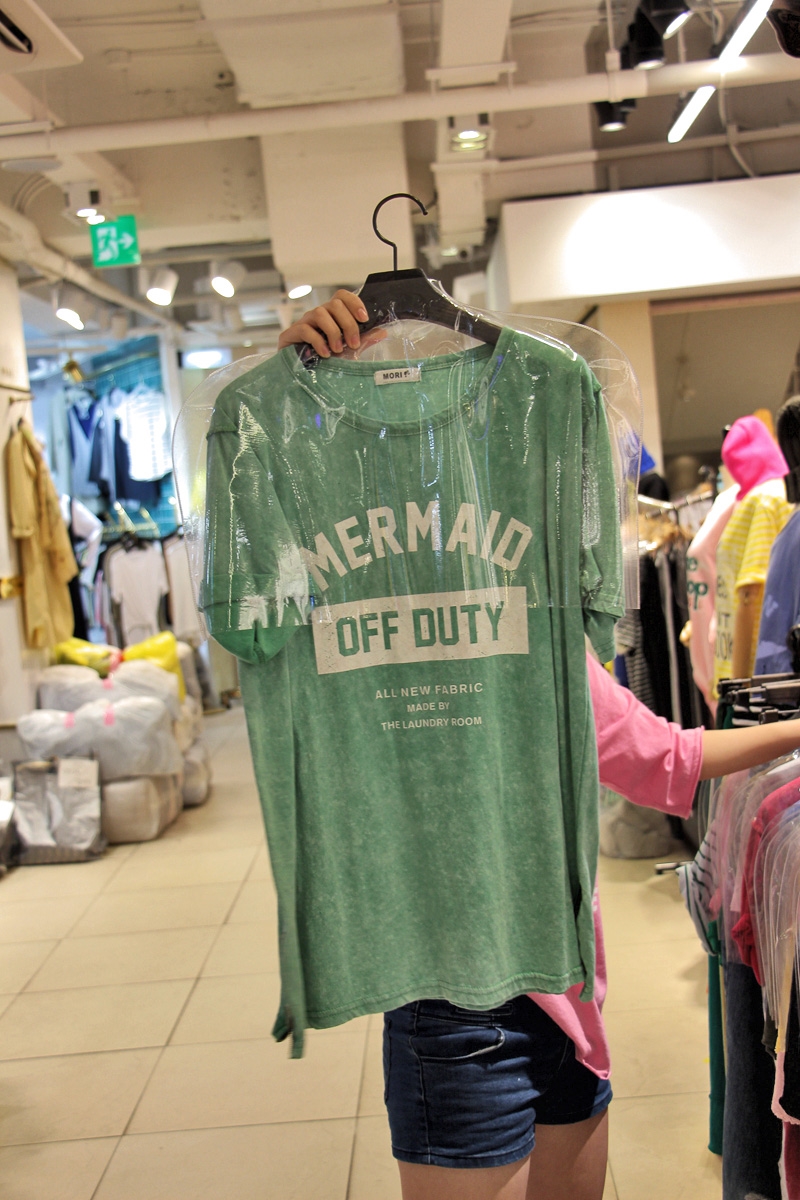 MORI
MERMAID
OFF DUTY
ALL NEW FABRIC
MADE BY
THE LAUNDRY ROOM